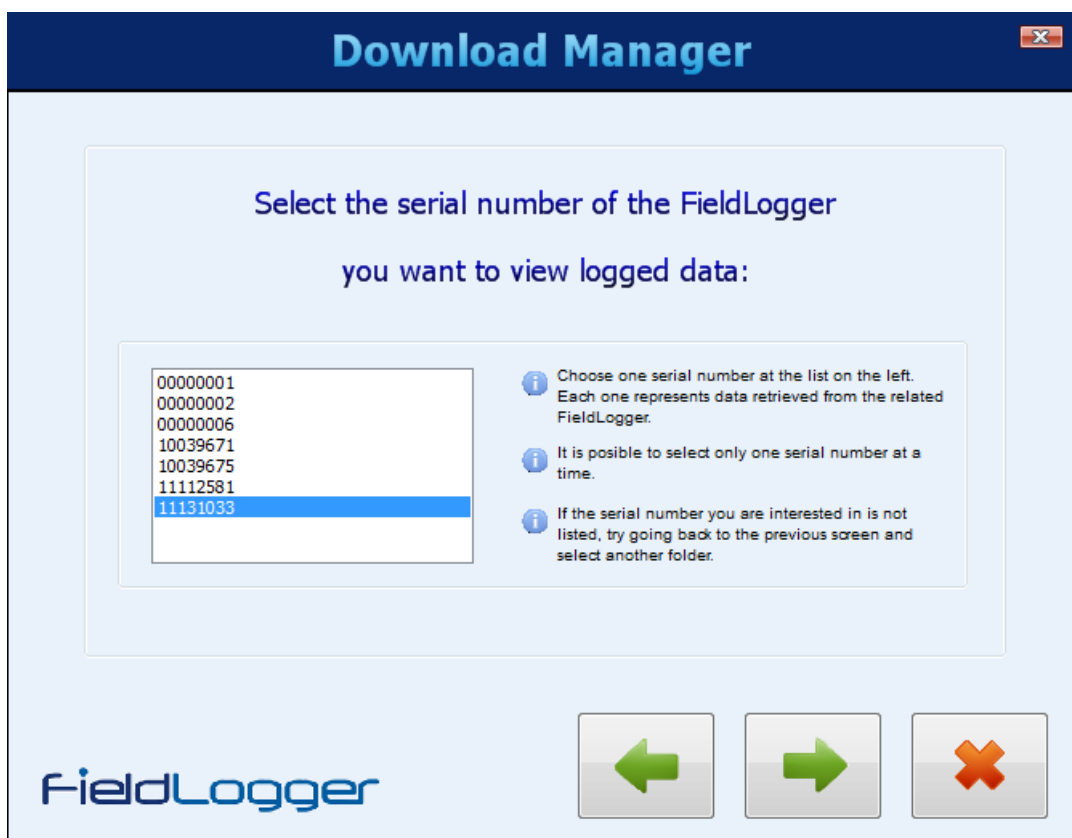 Download Manager
Select the serial number of the FieldLogger
you want to view logged data:
00000001
00000002
00000006
10039671
10039675
11112581
11131033
Choose one serial number at the list on the left.
Each one represents data retrieved from the related
FieldLogger.
It is posible to select only one serial number at a
time.
If the serial number you are interested in is not
listed, try going back to the previous screen and
select another folder.
FieldLogger